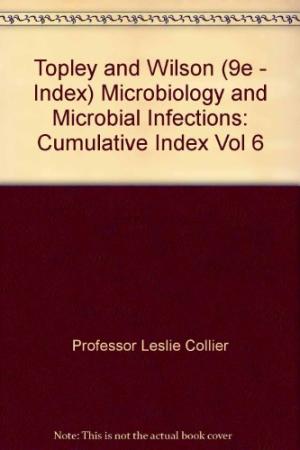 Topley and Wilson (9e -
Index) Microbiology and
Microbial Infections:
Cumulative Index Vol 6
Professor Leslie Collier
Note: This is not the actual book cover